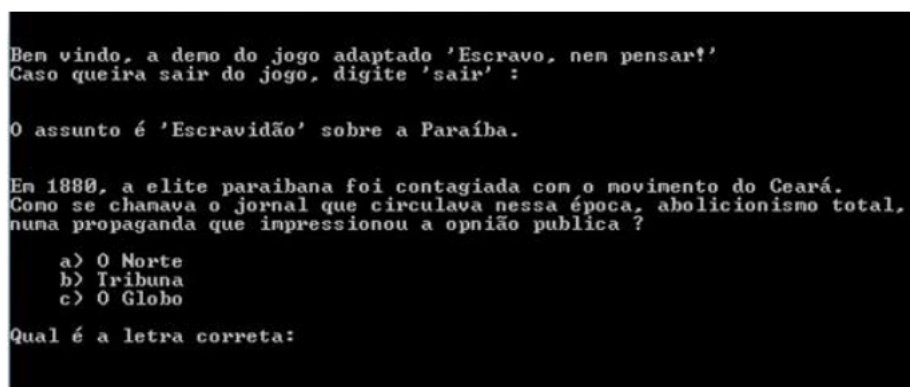 Bem vindo, a demo do jogo adaptado 'Escravo, nem pensar!'
Caso queira sair do jogo, digite 'sair' :
O assunto é 'Escravidão' sobre a Paraíba.
Em 1880, a elite paraibana foi contagiada com o movimento do Ceará.
Como se chamava o jornal que circulava nessa época, abolicionismo total,
numa propaganda que impressionou a opnião publica ?
a) O Norte
b) Tribuna
c) O Globo
Qual é a letra correta: